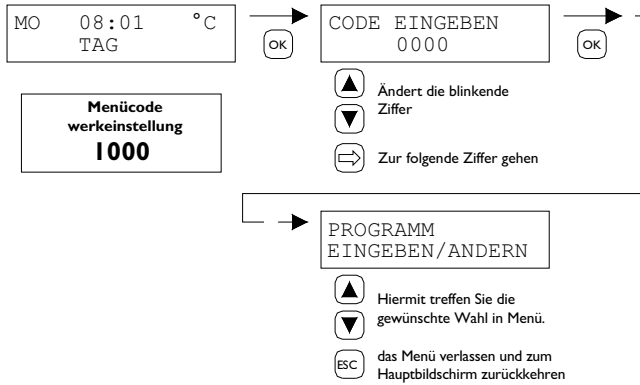 MO 08:01 °C
TAG
OK
CODE EINGEBEN
0000
OK
Ändert die blinkende
Ziffer
Zur folgende Ziffer gehen
Menücode
werkeinstellung
1000
PROGRAMM
EINGEBEN/ANDERN
Hiermit treffen Sie die
gewünschte Wahl in Menü.
ESC
das Menü verlassen und zum
Hauptbildschirm zurückkehren